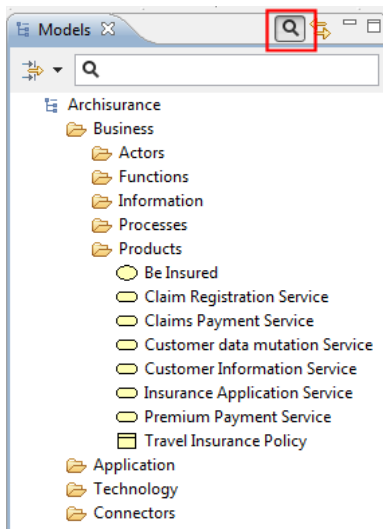 Models
Archisurance
Business
Actors
Functions
Information
Processes
Products
Be Insured
Claim Registration Service
Claims Payment Service
Customer data mutation Service
Customer Information Service
Insurance Application Service
Premium Payment Service
Travel Insurance Policy
Application
Technology
Connectors